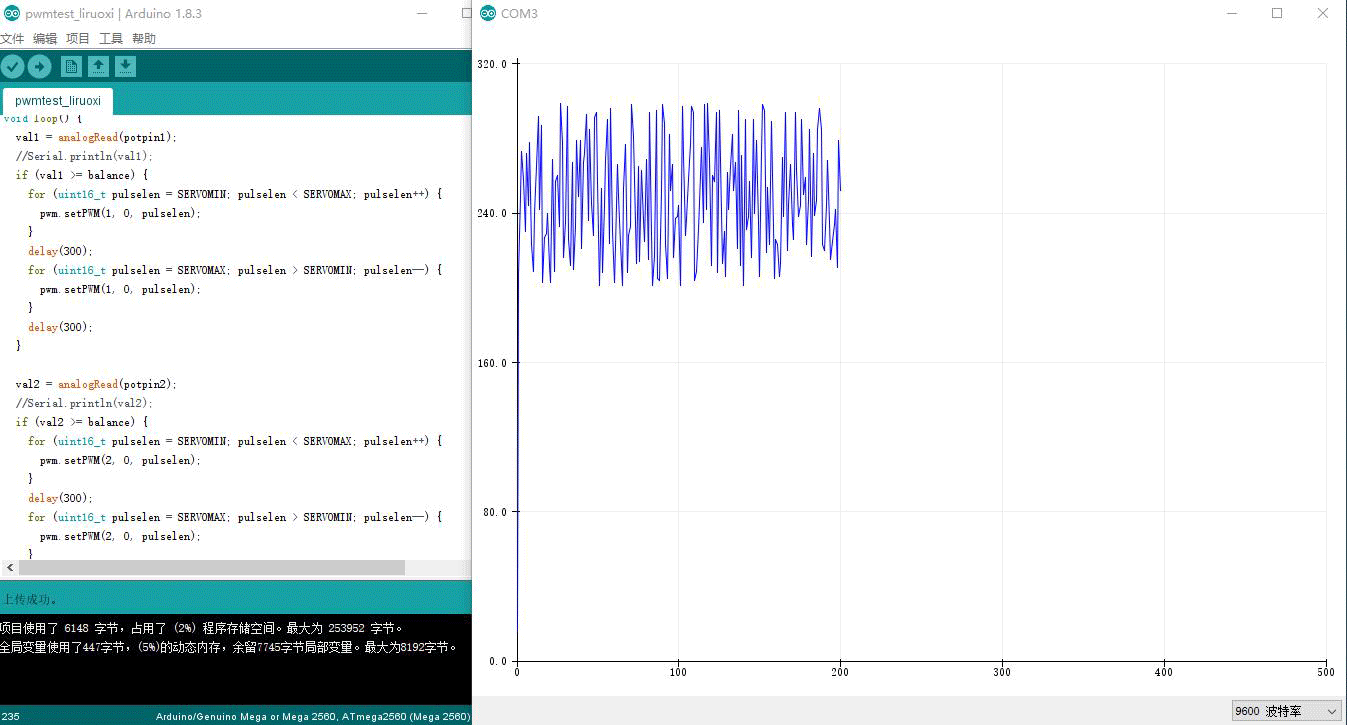 pwmtest_liruoxi | Arduino 1.8.3
文件 编辑 项目 工具 帮助
pwmtest_liruoxi
void loop() {
val1 = analogRead(potpin1);
//Serial.println(val1);
if (val1 >= balance) {
for (uint16_t pulselen = SERVOMIN; pulselen < SERVOMAX; pulselen++) {
pwm.setPWM(1, 0, pulselen);
}
delay(300);
for (uint16_t pulselen = SERVOMAX; pulselen > SERVOMIN; pulselen--) {
pwm.setPWM(1, 0, pulselen);
}
delay(300);
}
val2 = analogRead(potpin2);
//Serial.println(val2);
if (val2 >= balance) {
for (uint16_t pulselen = SERVOMIN; pulselen < SERVOMAX; pulselen++) {
pwm.setPWM(2, 0, pulselen);
}
delay(300);
for (uint16_t pulselen = SERVOMAX; pulselen > SERVOMIN; pulselen--) {
pwm.setPWM(2, 0, pulselen);
}
上传成功。
项目使用了 6148 字节，占用了 (2%) 程序存储空间。最大为 253952 字节。
全局变量使用了447字节，(5%)的动态内存，余留7745字节局部变量。最大为8192字节。
235
Arduino/Genuino Mega or Mega 2560, ATmega2560 (Mega 2560)
COM3
320.0
240.0
160.0
80.0
0.0
0 100 200 300 400 500
9600 波特率